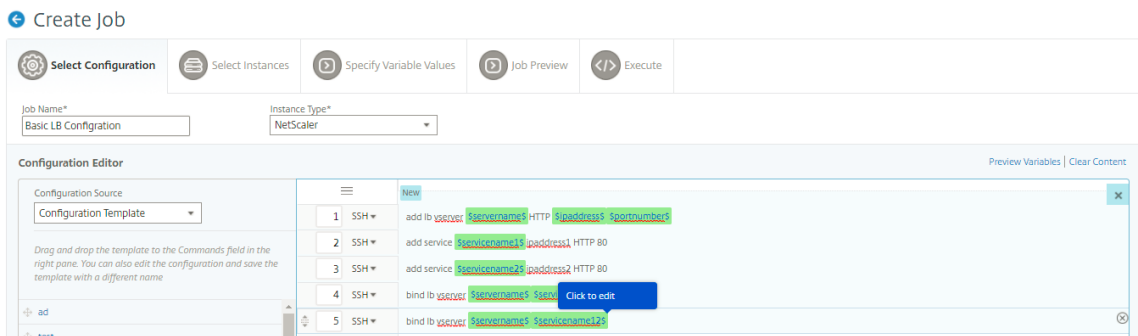 Create Job
Select Configuration
Select Instances
Specify Variable Values
Job Preview
Execute
Job Name*
Instance Type*
Basic LB Configration
NetScaler
Configuration Editor
Preview Variables | Clear Content
Configuration Source
Configuration Template
Drag and drop the template to the Commands field in the
right pane. You can also edit the configuration and save the
template with a different name
ad
New
1 SSH add lb vserver $servername$ HTTP $ipaddress$ $portnumber$
2 SSH add service $servicename1$ ipaddress1 HTTP 80
3 SSH add service $servicename2$ ipaddress2 HTTP 80
4 SSH bind lb vserver $servername$
Click to edit
5 SSH bind lb vserver $servername$ $servicename12$